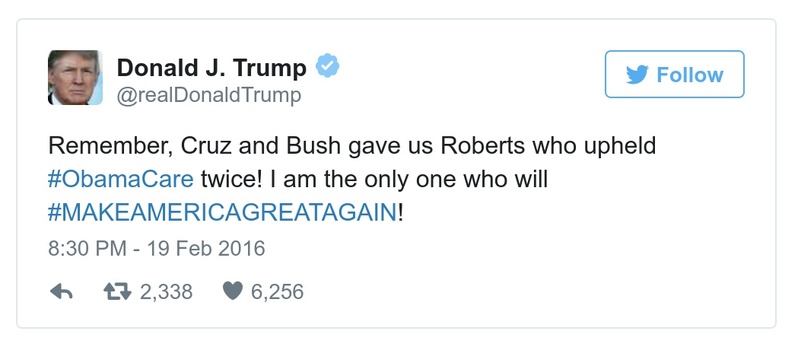 Donald J. Trump
@realDonaldTrump
Follow
Remember, Cruz and Bush gave us Roberts who upheld
#ObamaCare twice! I am the only one who will
#MAKEAMERICAGREATAGAIN!
8:30 PM - 19 Feb 2016
2,338 6,256